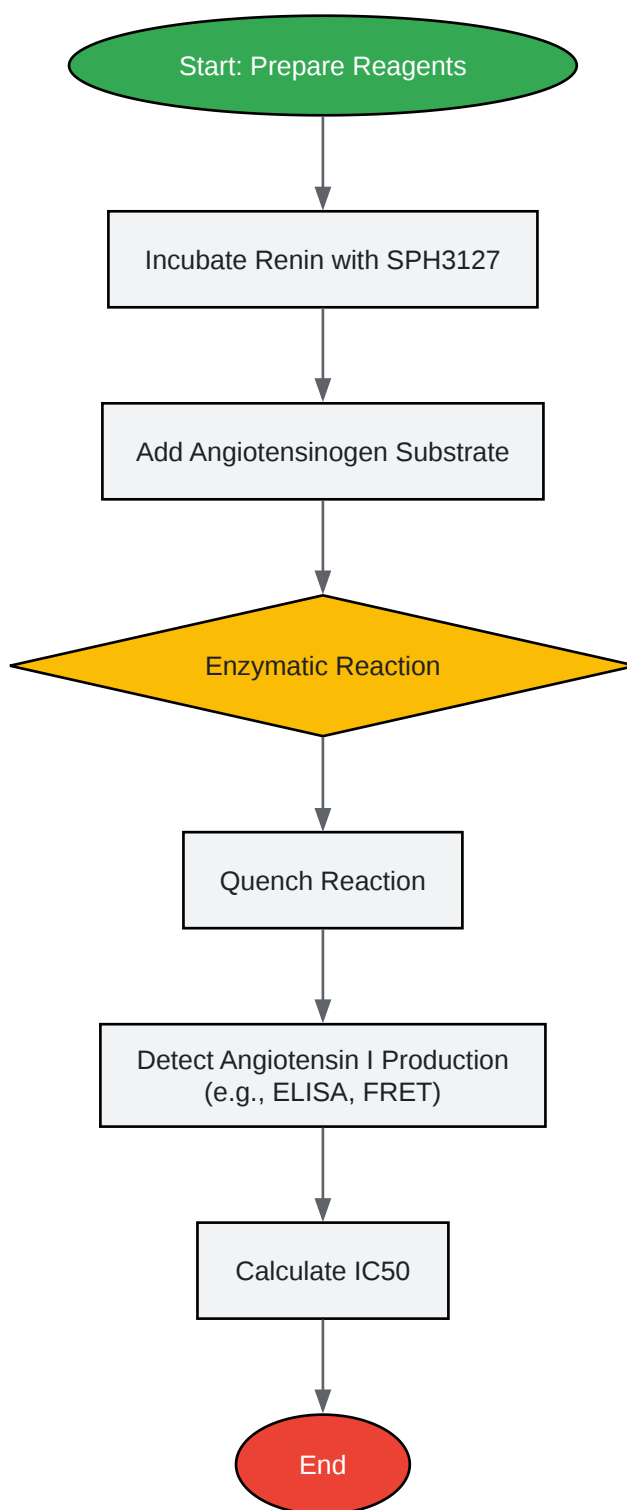 Start: Prepare Reagents
Incubate Renin with SPH3127
Add Angiotensinogen Substrate
Enzymatic Reaction
Quench Reaction
Detect Angiotensin I Production
(e.g., ELISA, FRET)
Calculate IC50
End